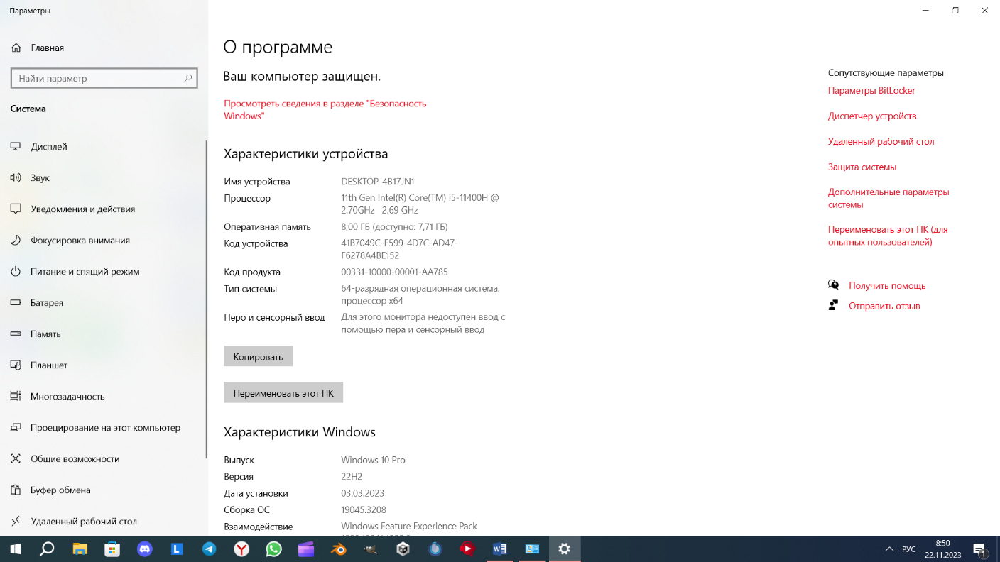 Параметры
Главная
Найти параметр
Система
Дисплей
Звук
Уведомления и действия
Фокусировка внимания
Питание и спящий режим
Батарея
Память
Планшет
Многозадачность
Проецирование на этот компьютер
Общие возможности
Буфер обмена
Удаленный рабочий стол
О программе
Ваш компьютер защищен.
Просмотреть сведения в разделе "Безопасность
Windows"
Характеристики устройства
Имя устройства DESKTOP-4B17JN1
Процессор 11th Gen Intel(R) Core(TM) i5-11400H @
2.70GHz 2.69 GHz
Оперативная память 8,00 ГБ (доступно: 7,71 ГБ)
Код устройства 41B7049C-E599-4D7C-AD47-
F6278A4BE152
Код продукта 00331-10000-00001-AA785
Тип системы 64-разрядная операционная система,
процессор x64
Перо и сенсорный ввод Для этого монитора недоступен ввод с
помощью пера и сенсорный ввод
Копировать
Переименовать этот ПК
Характеристики Windows
Выпуск Windows 10 Pro
Версия 22H2
Дата установки 03.03.2023
Сборка ОС 19045.3208
Взаимодействие Windows Feature Experience Pack
Сопутствующие параметры
Параметры BitLocker
Диспетчер устройств
Удаленный рабочий стол
Защита системы
Дополнительные параметры
системы
Переименовать этот ПК (для
опытных пользователей)
Получить помощь
Отправить отзыв
L
Y
W
РУС
8:50
22.11.2023
1